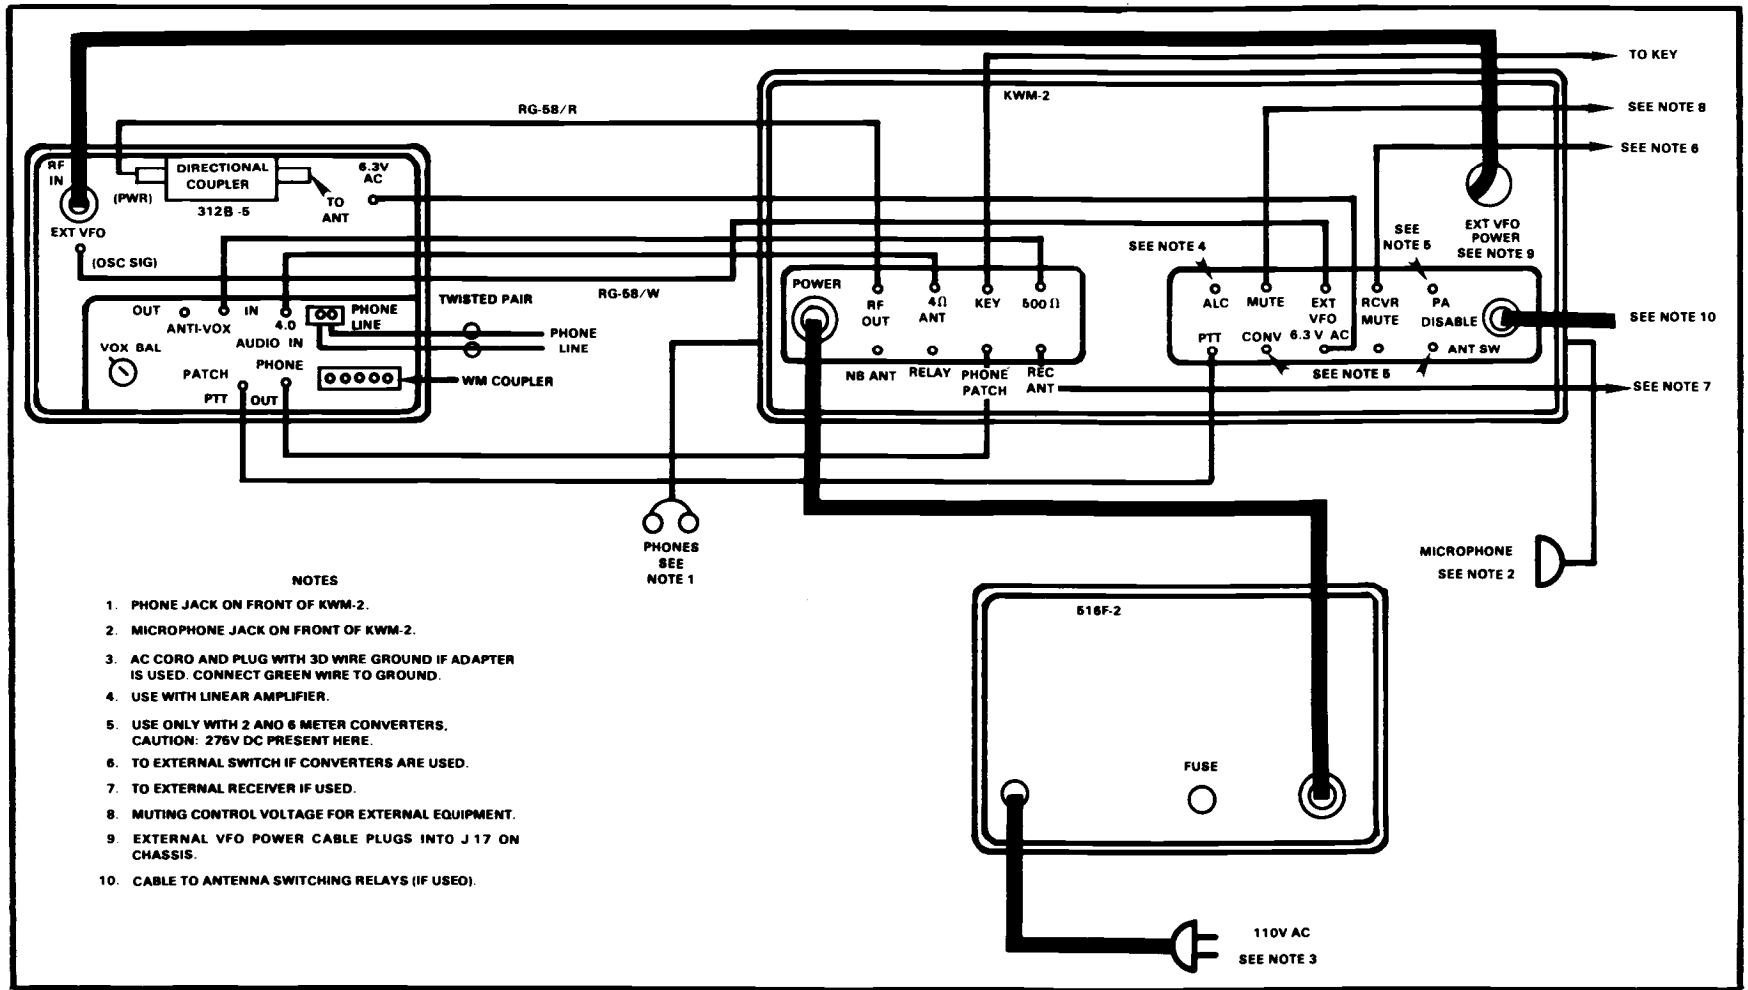 TO KEY
KWM-2
RG-58/R
SEE NOTE 8
SEE NOTE 6
RF
IN
DIRECTIONAL
COUPLER
6.3V
AC
(PWR)
312B-5
TO
ANT
EXT VFO
(OSC SIG)
EXT VFO
POWER
SEE NOTE 9
SEE
NOTE 5
SEE NOTE 4
RG-58/W
POWER
RF
OUT
4Ω
ANT
KEY
500 Ω
ALC
MUTE
EXT
VFO
RCVR
MUTE
PA
DISABLE
SEE NOTE 10
OUT
IN
ANTI-VOX
4.0
AUDIO IN
PHONE
LINE
TWISTED PAIR
PHONE
LINE
VOX BAL
PATCH
PTT
PHONE
OUT
WM COUPLER
NB ANT
RELAY
PHONE
PATCH
REC
ANT
PTT
CONV
6.3 V AC
ANT SW
SEE NOTE 5
SEE NOTE 7
PHONES
SEE
NOTE 1
MICROPHONE
SEE NOTE 2
516F-2
FUSE
110V AC
SEE NOTE 3
NOTES
1. PHONE JACK ON FRONT OF KWM-2.
2. MICROPHONE JACK ON FRONT OF KWM-2.
3. AC CORO AND PLUG WITH 3D WIRE GROUND IF ADAPTER
IS USED. CONNECT GREEN WIRE TO GROUND.
4. USE WITH LINEAR AMPLIFIER.
5. USE ONLY WITH 2 ANO 6 METER CONVERTERS,
CAUTION: 275V DC PRESENT HERE.
6. TO EXTERNAL SWITCH IF CONVERTERS ARE USED.
7. TO EXTERNAL RECEIVER IF USED.
8. MUTING CONTROL VOLTAGE FOR EXTERNAL EQUIPMENT.
9. EXTERNAL VFO POWER CABLE PLUGS INTO J 17 ON
CHASSIS.
10. CABLE TO ANTENNA SWITCHING RELAYS (IF USEO).